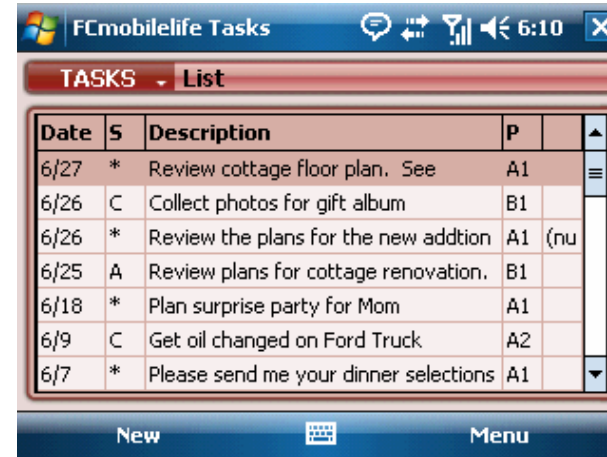 FCmobilelife Tasks 6:10 X
TASKS List
Date S Description P
6/27 * Review cottage floor plan. See A1
6/26 C Collect photos for gift album B1
6/26 * Review the plans for the new addtion A1 (nu
6/25 A Review plans for cottage renovation. B1
6/18 * Plan surprise party for Mom A1
6/9 C Get oil changed on Ford Truck A2
6/7 * Please send me your dinner selections A1
New Menu